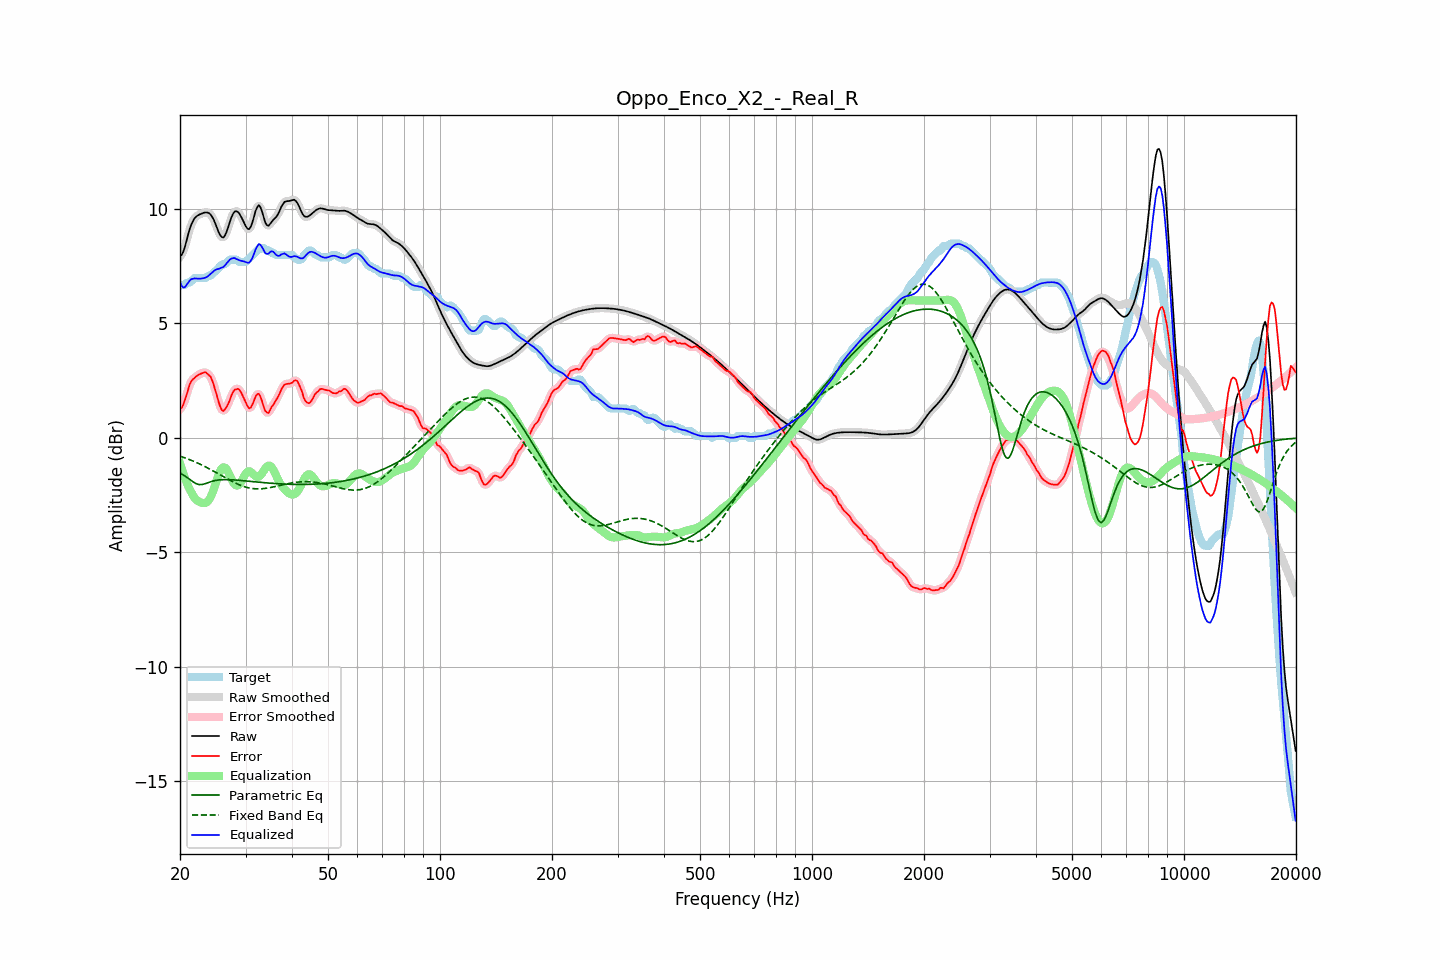 Oppo_Enco_X2_-_Real_R
Amplitude (dBr)
10
5
0
−5
−10
−15
Target
Raw Smoothed
Error Smoothed
Raw
Error
Equalization
Parametric Eq
Fixed Band Eq
Equalized
20 50 100 200 500 1000 2000 5000 10000 20000
Frequency (Hz)